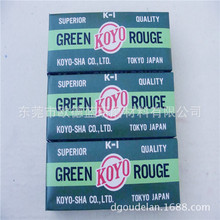 K-1
SUPERIOR QUALITY
GREEN KOYO ROUGE
KOYO-SHA CO.,LTD. TOKYO JAPAN
K-1
SUPERIOR QUALITY
GREEN KOYO ROUGE
KOYO-SHA CO.,LTD. TOKYO JAPAN
K-1
SUPERIOR QUALITY
GREEN KOYO ROUGE
KOYO-SHA CO.,LTD. TOKYO JAPAN
dgoudelan.1688.com